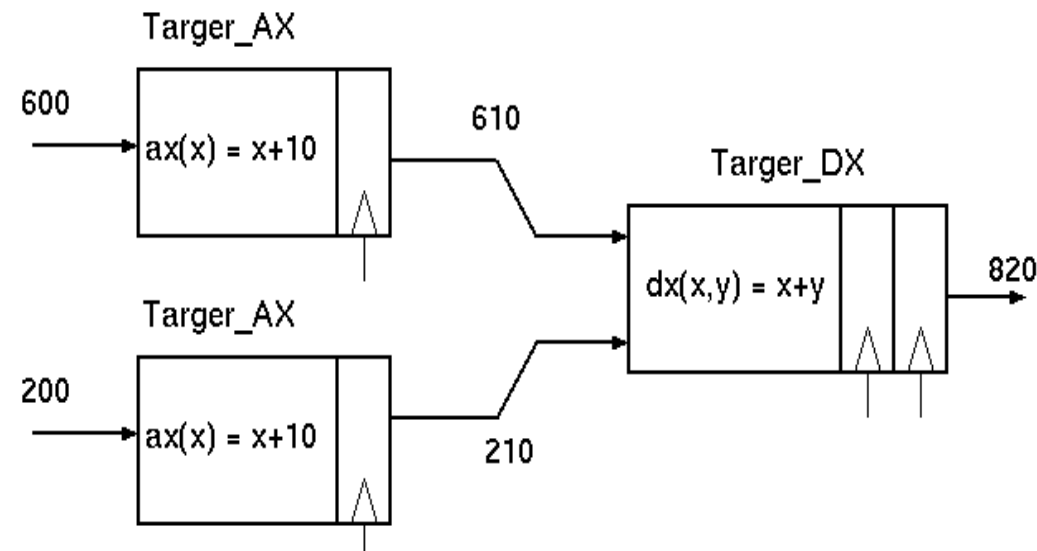 Targer_AX
600
ax(x) = x+10
610
Targer_DX
dx(x,y) = x+y
820
Targer_AX
200
ax(x) = x+10
210